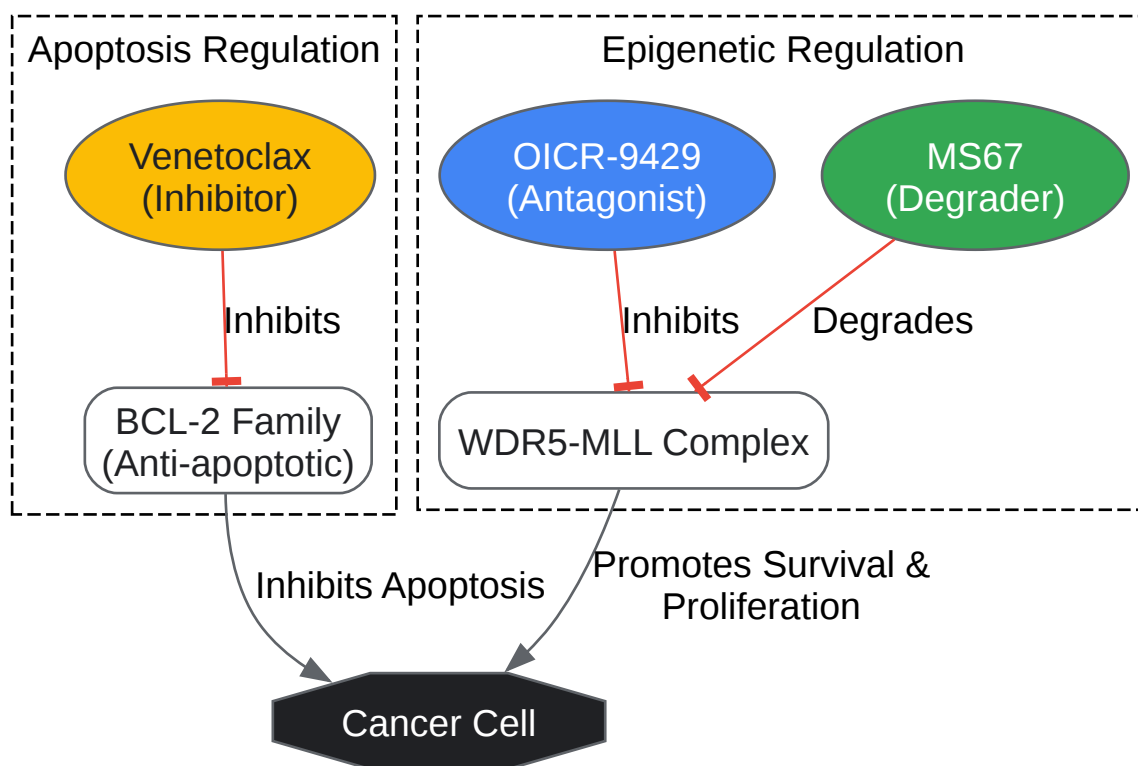 Apoptosis Regulation
Epigenetic Regulation
Venetoclax
(Inhibitor)
OICR-9429
(Antagonist)
MS67
(Degrader)
Inhibits
Inhibits
Degrades
BCL-2 Family
(Anti-apoptotic)
WDR5-MLL Complex
Inhibits Apoptosis
Promotes Survival &
Proliferation
Cancer Cell